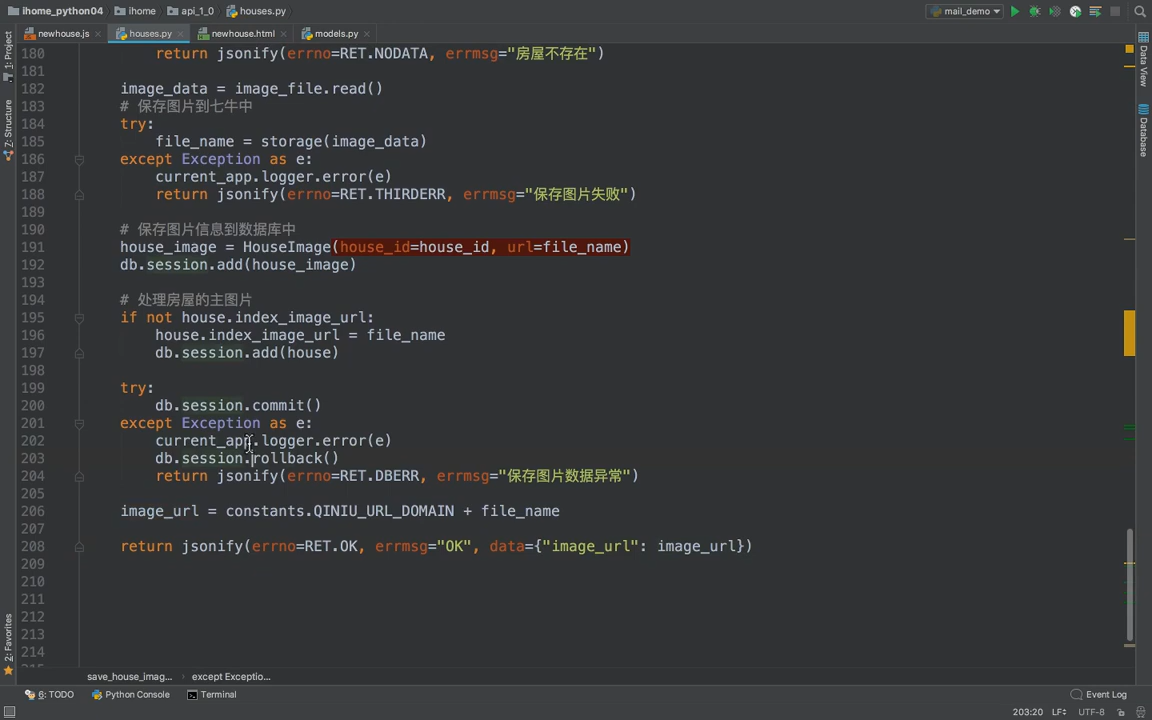 ihome_python04 ihome api_1_0 houses.py mail_demo
newhouse.js houses.py newhouse.html models.py
1: Project
7: Structure
2: Favorites
Data View
Database
180 return jsonify(errno=RET.NODATA, errmsg="房屋不存在")
181
182 image_data = image_file.read()
183 # 保存图片到七牛中
184 try:
185 file_name = storage(image_data)
186 except Exception as e:
187 current_app.logger.error(e)
188 return jsonify(errno=RET.THIRDERR, errmsg="保存图片失败")
189
190 # 保存图片信息到数据库中
191 house_image = HouseImage(house_id=house_id, url=file_name)
192 db.session.add(house_image)
193
194 # 处理房屋的主图片
195 if not house.index_image_url:
196 house.index_image_url = file_name
197 db.session.add(house)
198
199 try:
200 db.session.commit()
201 except Exception as e:
202 current_app.logger.error(e)
203 db.session.rollback()
204 return jsonify(errno=RET.DBERR, errmsg="保存图片数据异常")
205
206 image_url = constants.QINIU_URL_DOMAIN + file_name
207
208 return jsonify(errno=RET.OK, errmsg="OK", data={"image_url": image_url})
209
210
211
212
213
214
save_house_imag... except Exceptio...
6: TODO Python Console Terminal Event Log
203:20 LF÷ UTF-8